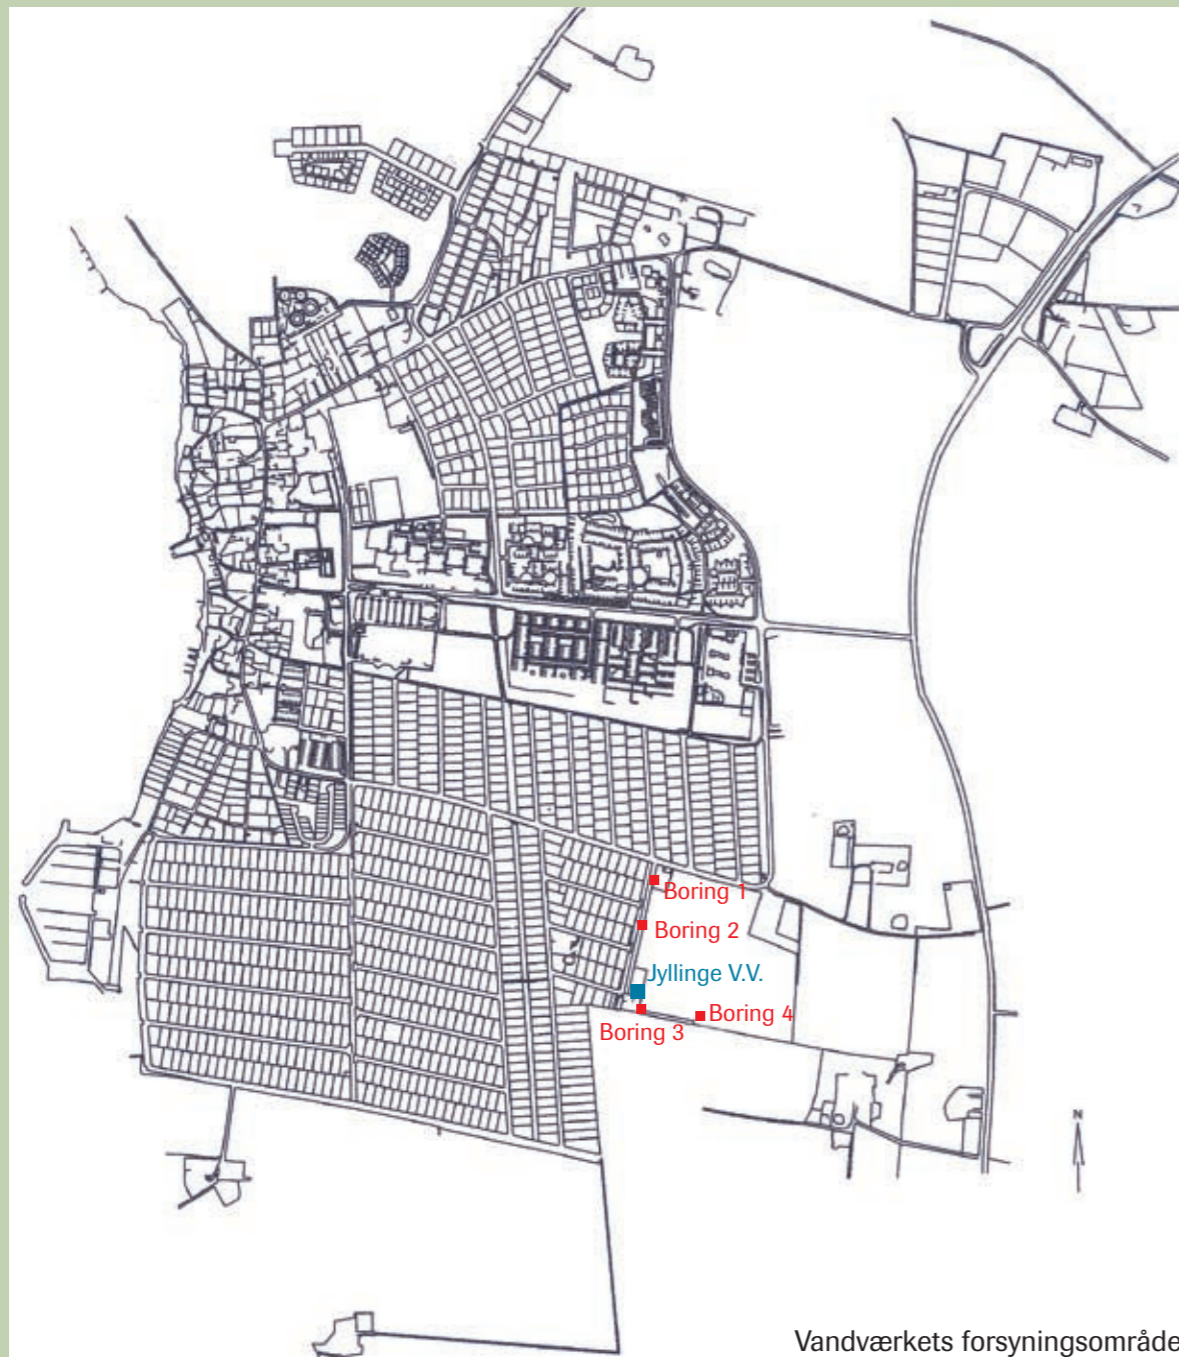 Boring 1
Boring 2
Jyllinge V.V.
Boring 4
Boring 3
N
Vandværkets forsyningsområde